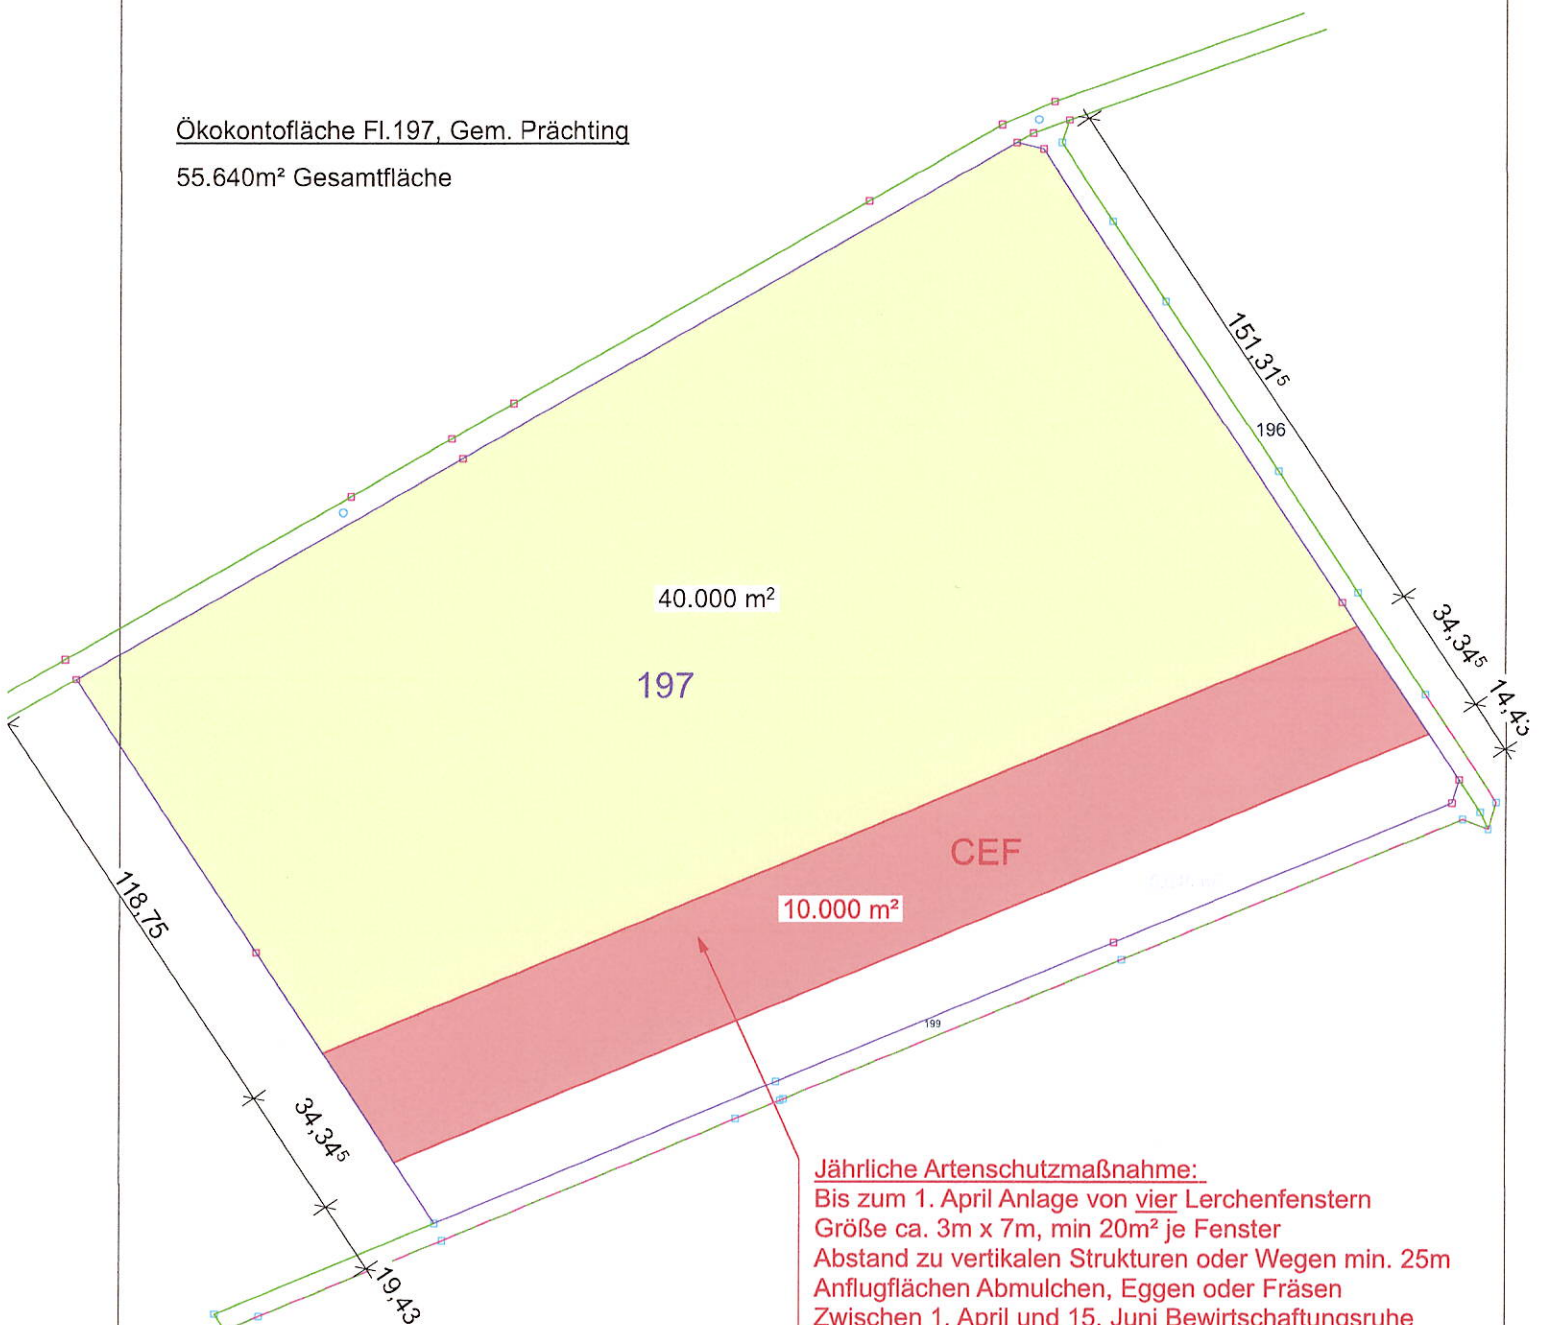 Ökokontofläche Fl.197, Gem. Prächting
55.640m² Gesamtfläche
151,31⁵
196
40.000 m²
34,34⁵
197
14,43
CEF
118,75
10.000 m²
199
34,34⁵
Jährliche Artenschutzmaßnahme:
Bis zum 1. April Anlage von vier Lerchenfenstern
Größe ca. 3m x 7m, min 20m² je Fenster
Abstand zu vertikalen Strukturen oder Wegen min. 25m
19,43
Anflugflächen Abmulchen, Eggen oder Fräsen
Zwischen 1. April und 15. Juni Bewirtschaftungsruhe